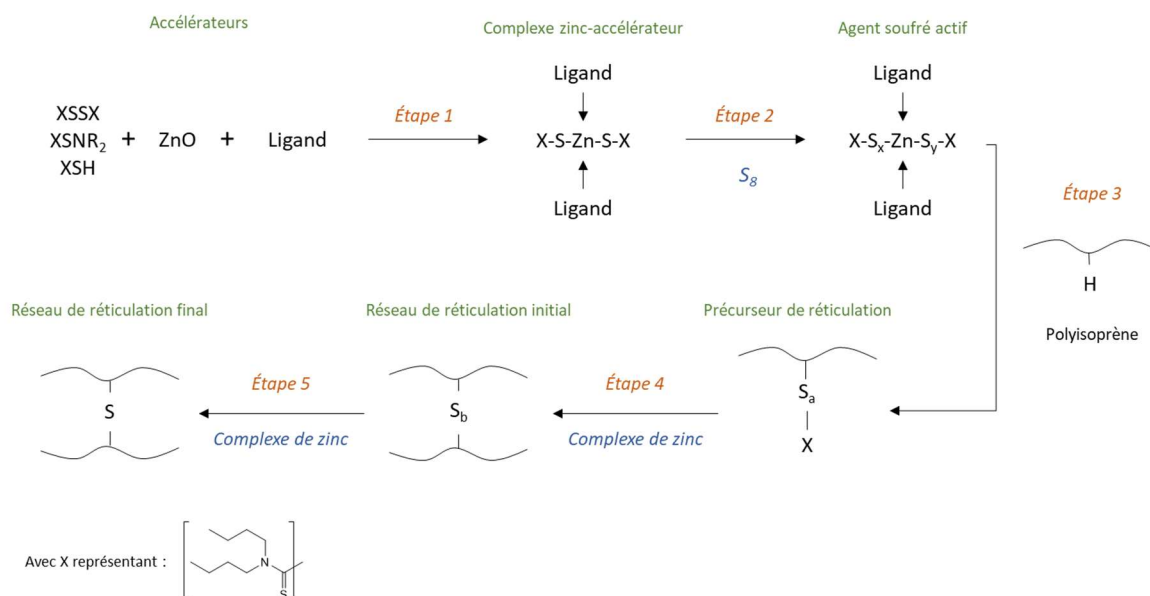 Accélérateurs
Complexe zinc-accélérateur
Agent soufré actif
Ligand
Ligand
XSSX
XSNR2
XSH
+ ZnO + Ligand
Étape 1
X-S-Zn-S-X
Étape 2
S8
X-Sx-Zn-Sy-X
Ligand
Ligand
Étape 3
H
Polyisoprène
Réseau de réticulation final
Réseau de réticulation initial
Précurseur de réticulation
S
Étape 5
Complexe de zinc
Sb
Étape 4
Complexe de zinc
Sa
X
Avec X représentant :
N
S